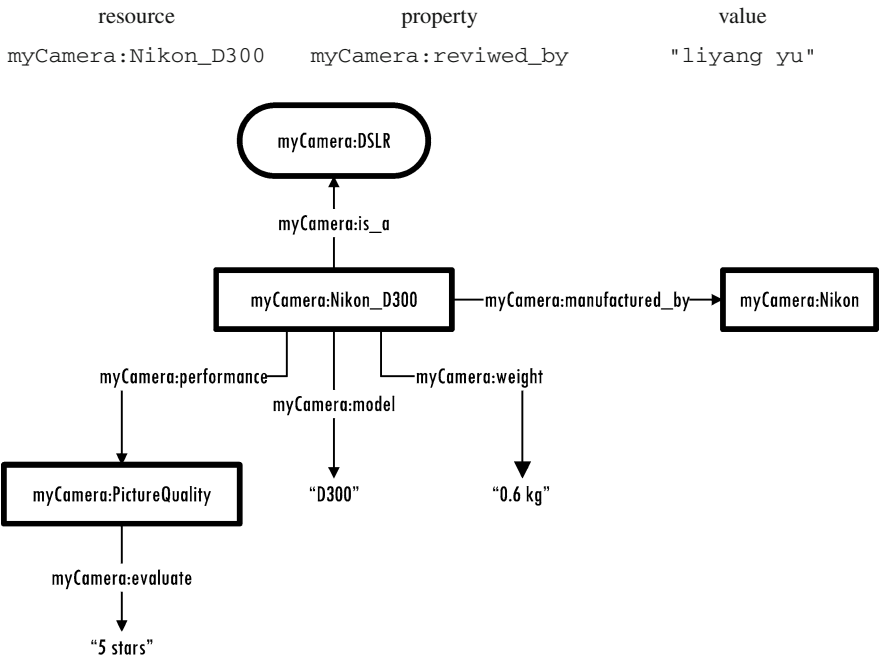 resource property value
myCamera:Nikon_D300 myCamera:reviwed_by "liyang yu"
myCamera:DSLR
myCamera:is_a
myCamera:Nikon_D300 myCamera:manufactured_by myCamera:Nikon
myCamera:performance myCamera:weight
myCamera:model
myCamera:PictureQuality “D300” “0.6 kg”
myCamera:evaluate
“5 stars”